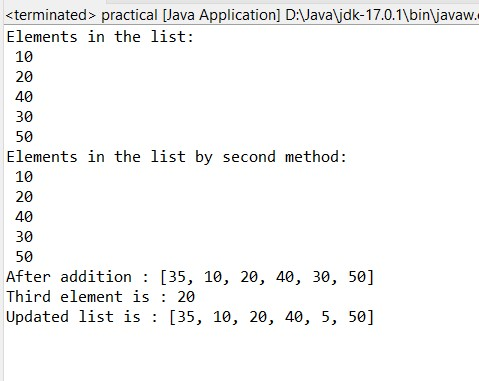 <terminated> practical [Java Application] D:\Java\jdk-17.0.1\bin\javaw.
Elements in the list:
10
20
40
30
50
Elements in the list by second method:
10
20
40
30
50
After addition : [35, 10, 20, 40, 30, 50]
Third element is : 20
Updated list is : [35, 10, 20, 40, 5, 50]